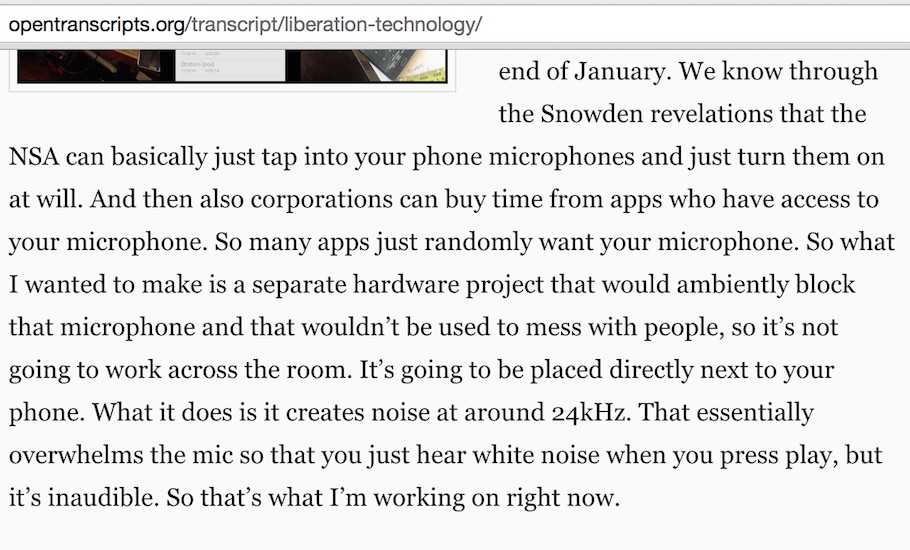 opentranscripts.org/transcript/liberation-technology/
Bottom Ipod
end of January. We know through
the Snowden revelations that the
NSA can basically just tap into your phone microphones and just turn them on
at will. And then also corporations can buy time from apps who have access to
your microphone. So many apps just randomly want your microphone. So what
I wanted to make is a separate hardware project that would ambiently block
that microphone and that wouldn’t be used to mess with people, so it’s not
going to work across the room. It’s going to be placed directly next to your
phone. What it does is it creates noise at around 24kHz. That essentially
overwhelms the mic so that you just hear white noise when you press play, but
it’s inaudible. So that’s what I’m working on right now.